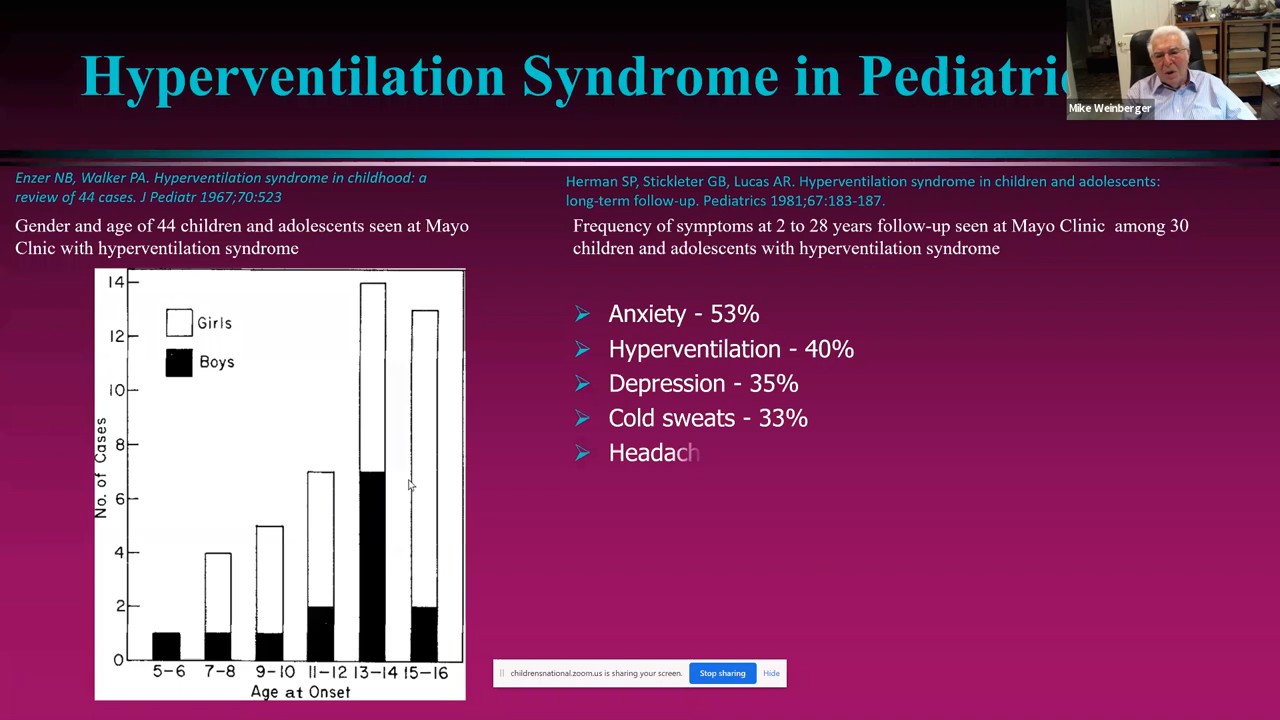 Hyperventilation Syndrome in Pediatric
Mike Weinberger
Enzer NB, Walker PA. Hyperventilation syndrome in childhood: a
review of 44 cases. J Pediatr 1967;70:523
Gender and age of 44 children and adolescents seen at Mayo
Clnic with hyperventilation syndrome
14
12
10
8
6
4
2
0
No. of Cases
Girls
Boys
5-6 7-8 9-10 11-12 13-14 15-16
Age at Onset
Herman SP, Stickleter GB, Lucas AR. Hyperventilation syndrome in children and adolescents:
long-term follow-up. Pediatrics 1981;67:183-187.
Frequency of symptoms at 2 to 28 years follow-up seen at Mayo Clinic among 30
children and adolescents with hyperventilation syndrome
Anxiety - 53%
Hyperventilation - 40%
Depression - 35%
Cold sweats - 33%
Headach
childrensnational.zoom.us is sharing your screen. Stop sharing Hide